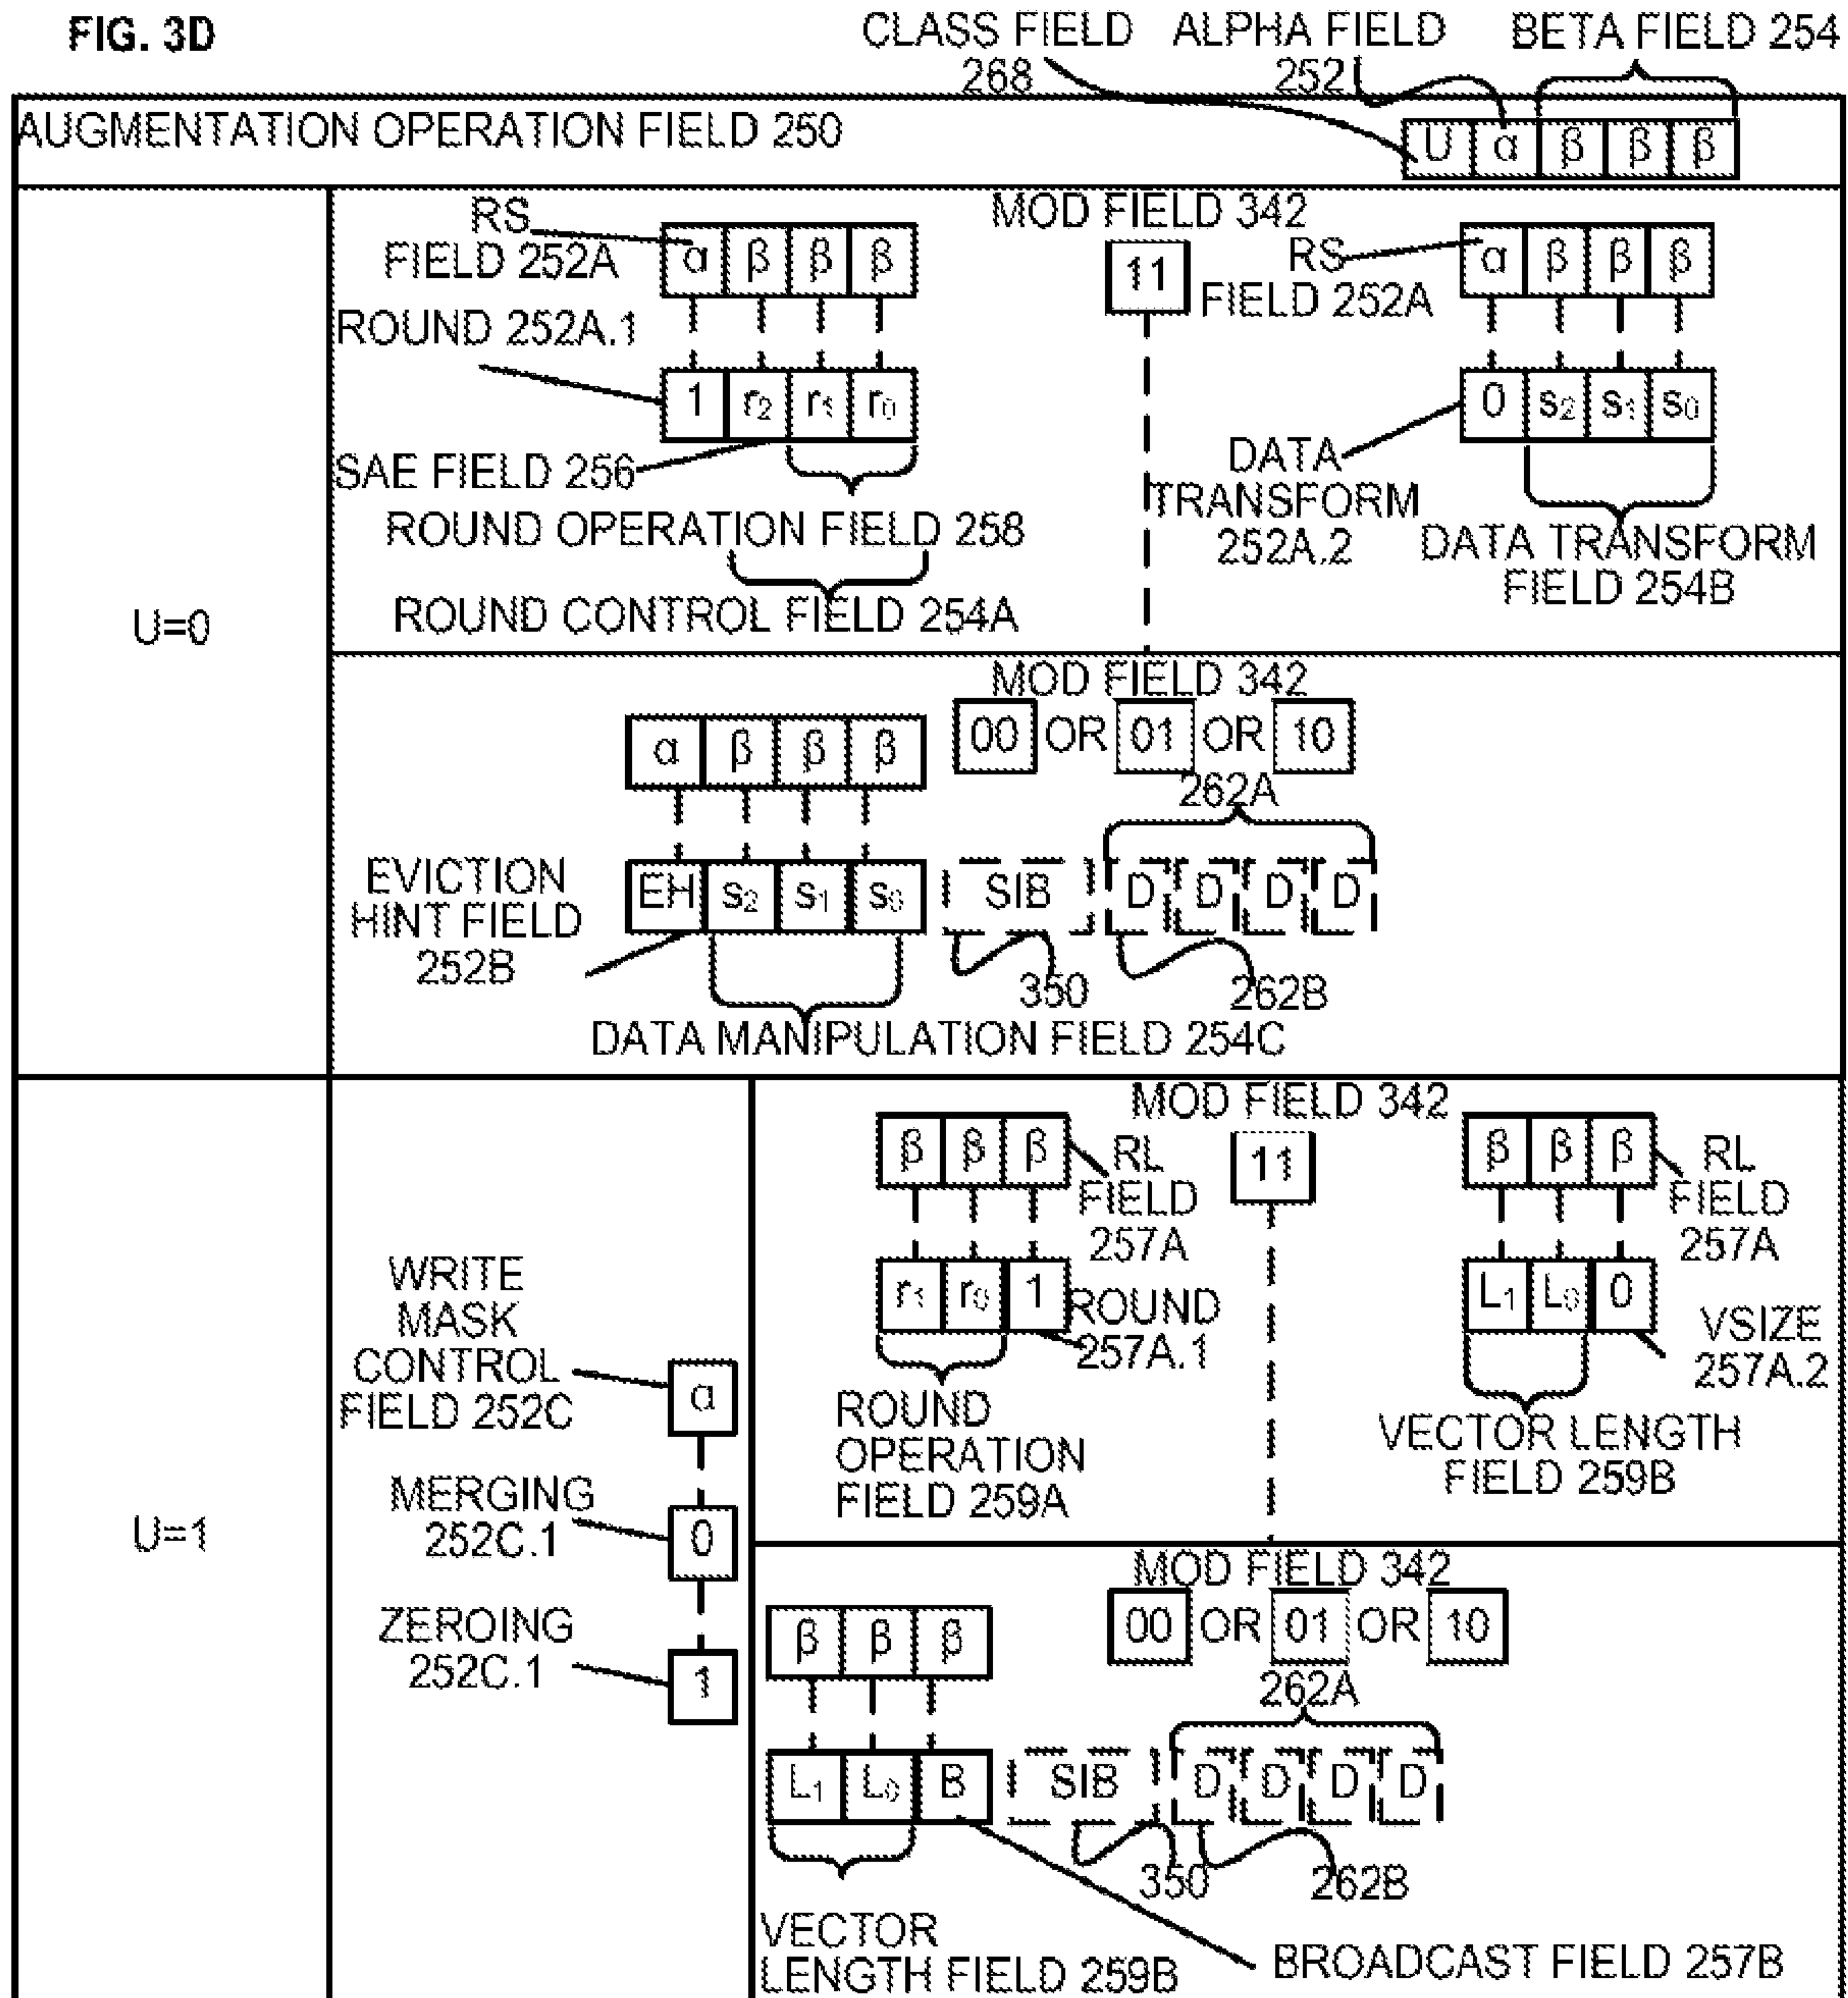 FIG. 3D
CLASS FIELD
268
ALPHA FIELD
252
BETA FIELD 254
AUGMENTATION OPERATION FIELD 250
U α β β β
U=0
MOD FIELD 342
11
RS
FIELD 252A
α β β β
ROUND 252A.1
1 r2 r1 r0
SAE FIELD 256
ROUND OPERATION FIELD 258
ROUND CONTROL FIELD 254A
RS
FIELD 252A
α β β β
0 s2 s1 s0
DATA
TRANSFORM
252A.2
DATA TRANSFORM
FIELD 254B
MOD FIELD 342
00 OR 01 OR 10
α β β β
262A
EVICTION
HINT FIELD
252B
EH s2 s1 s0
SIB
D D D D
350
262B
DATA MANIPULATION FIELD 254C
U=1
WRITE
MASK
CONTROL
FIELD 252C
α
MERGING
252C.1
0
ZEROING
252C.1
1
MOD FIELD 342
11
β β β
RL
FIELD
257A
r1 r0 1
ROUND
257A.1
ROUND
OPERATION
FIELD 259A
β β β
RL
FIELD
257A
L1 L0 0
VSIZE
257A.2
VECTOR LENGTH
FIELD 259B
MOD FIELD 342
00 OR 01 OR 10
β β β
262A
L1 L0 B
SIB
D D D D
350
262B
VECTOR
LENGTH FIELD 259B
BROADCAST FIELD 257B